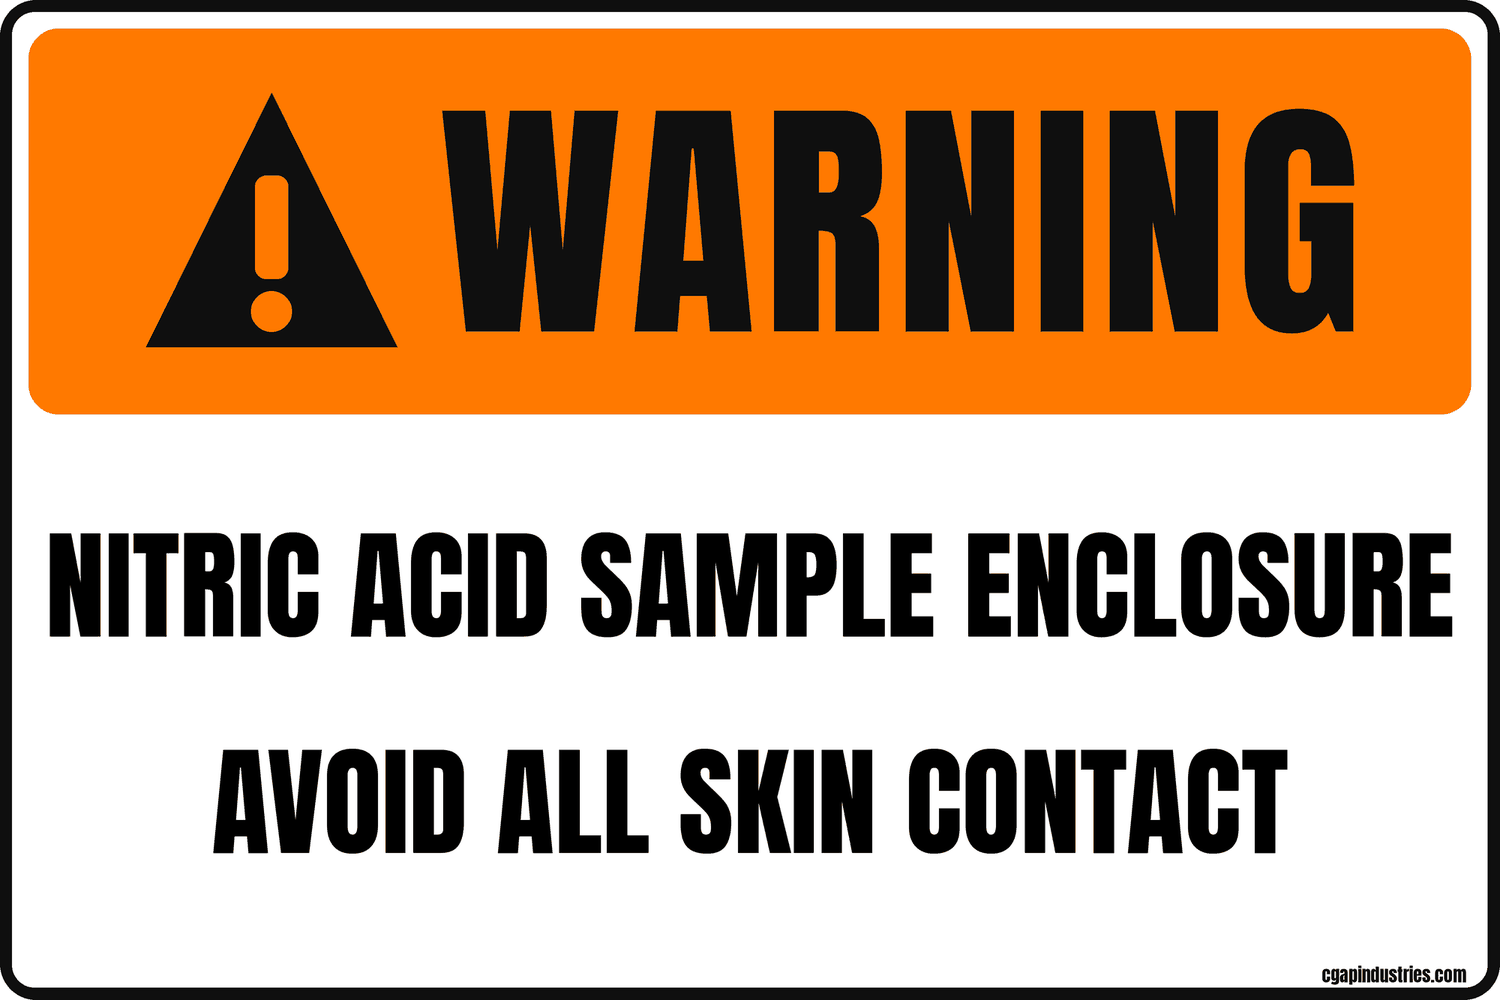 WARNING
NITRIC ACID SAMPLE ENCLOSURE
AVOID ALL SKIN CONTACT
cgapindustries.com